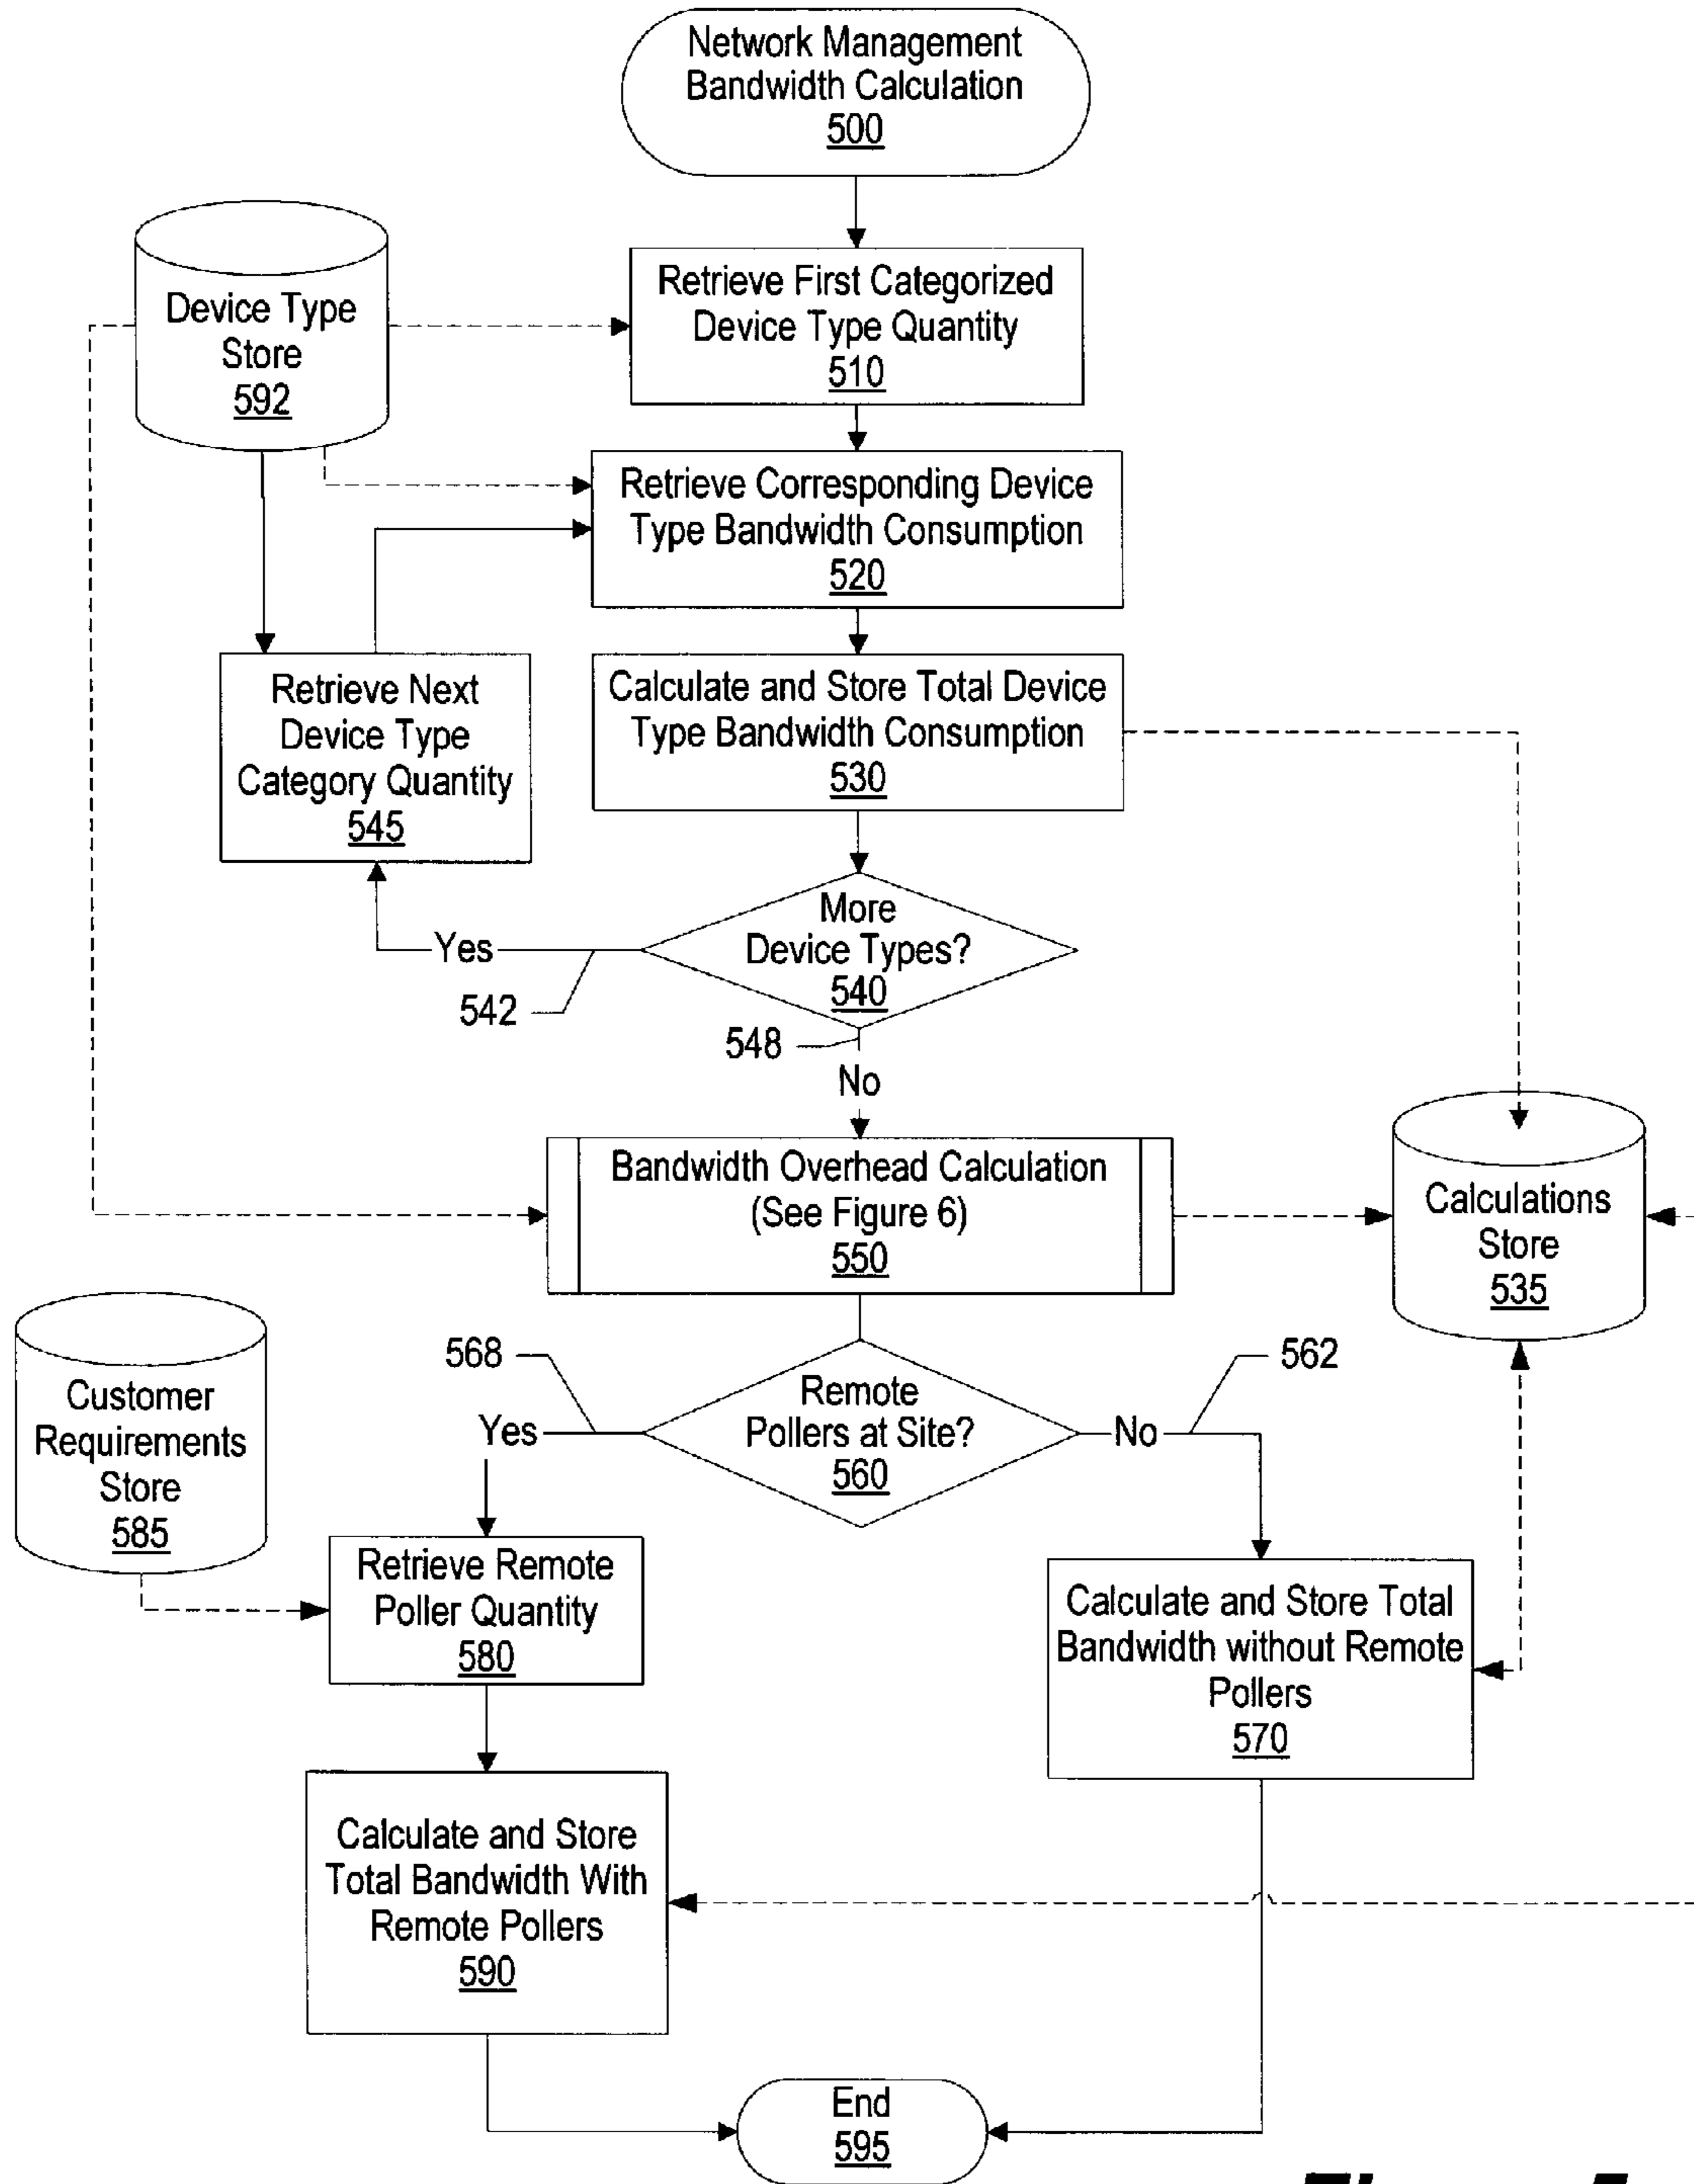 Network Management
Bandwidth Calculation
500
Device Type
Store
592
Retrieve First Categorized
Device Type Quantity
510
Retrieve Corresponding Device
Type Bandwidth Consumption
520
Retrieve Next
Device Type
Category Quantity
545
Calculate and Store Total Device
Type Bandwidth Consumption
530
More
Device Types?
540
Yes
542
548
No
Bandwidth Overhead Calculation
(See Figure 6)
550
Calculations
Store
535
Customer
Requirements
Store
585
568
562
Remote
Pollers at Site?
560
Yes
No
Retrieve Remote
Poller Quantity
580
Calculate and Store Total
Bandwidth without Remote
Pollers
570
Calculate and Store
Total Bandwidth With
Remote Pollers
590
End
595